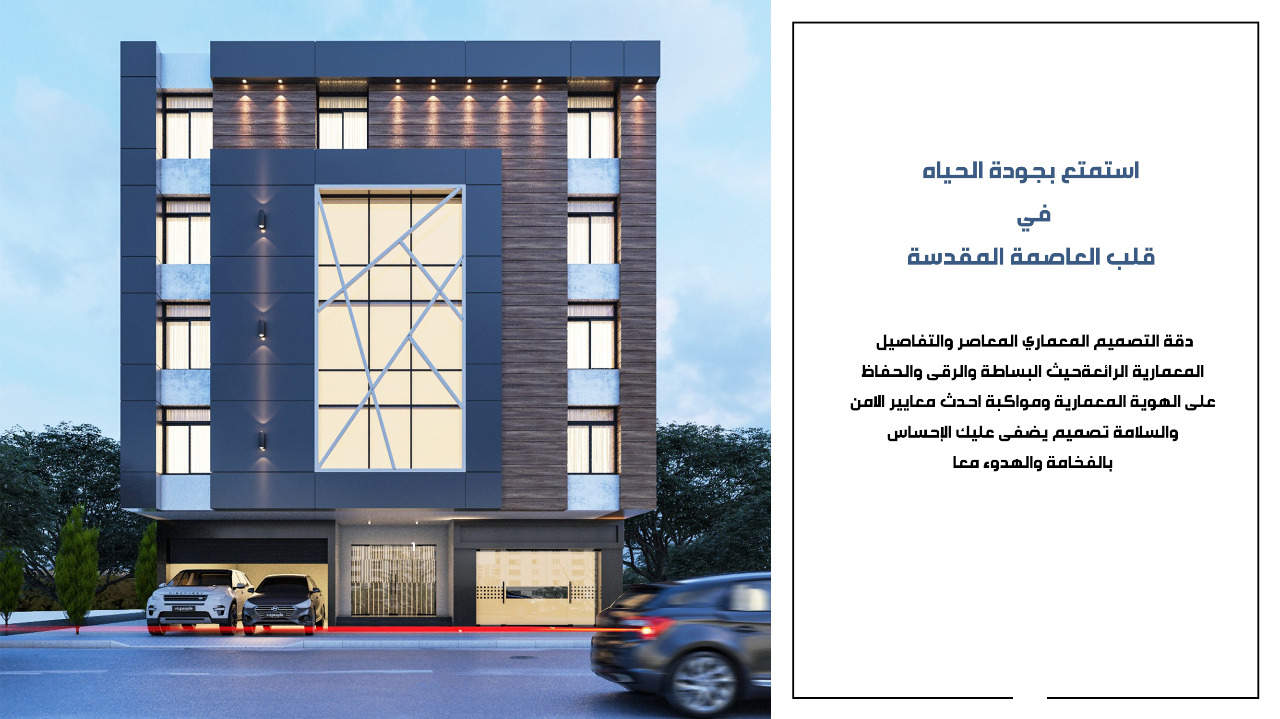 استمتع بجودة الحياه
في
قلب العاصمة المقدسة
دقة التصميم المعماري المعاصر والتفاصيل
المعمارية الرائعةحيث البساطة والرقى والحفاظ
على الهوية المعمارية ومواكبة احدث معايير الامن
والسلامة تصميم يضفى عليك الإحساس
بالفخامة والهدوء معا